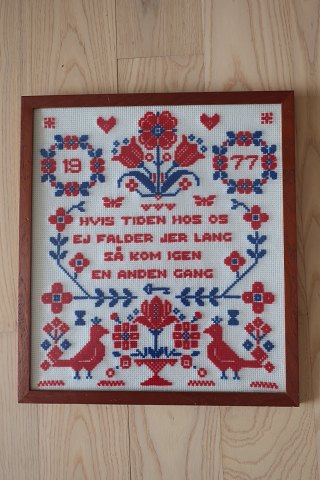 19 77
HVIS TIDEN HOS OS
EJ FALDER JER LANG
SÅ KOM IGEN
EN ANDEN GANG